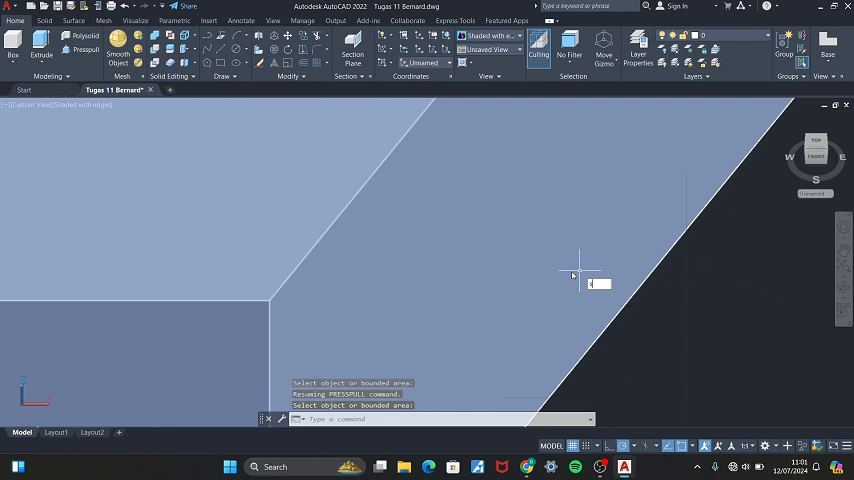 Share
Autodesk AutoCAD 2022
Tugas 11 Bernard.dwg
Type a keyword or phrase
Sign In
Home
Solid
Surface
Mesh
Visualize
Parametric
Insert
Annotate
View
Manage
Output
Add-ins
Collaborate
Express Tools
Featured Apps
Box
Extrude
Polysolid
Presspull
Smooth Object
Section Plane
Unnamed
Shaded with e...
Unsaved View
Culling
No Filter
Move Gizmo
Layer Properties
0
Group
Base
Modeling
Mesh
Solid Editing
Draw
Modify
Section
Coordinates
View
Selection
Layers
Groups
Start
Tugas 11 Bernard*
[−][Custom View][Shaded with edges]
TOP
FRONT
W
E
S
Unnamed
s
Select object or bounded area:
Resuming PRESSPULL command.
Select object or bounded area:
Type a command
Model
Layout1
Layout2
MODEL
1:1
Search
11:01
12/07/2024